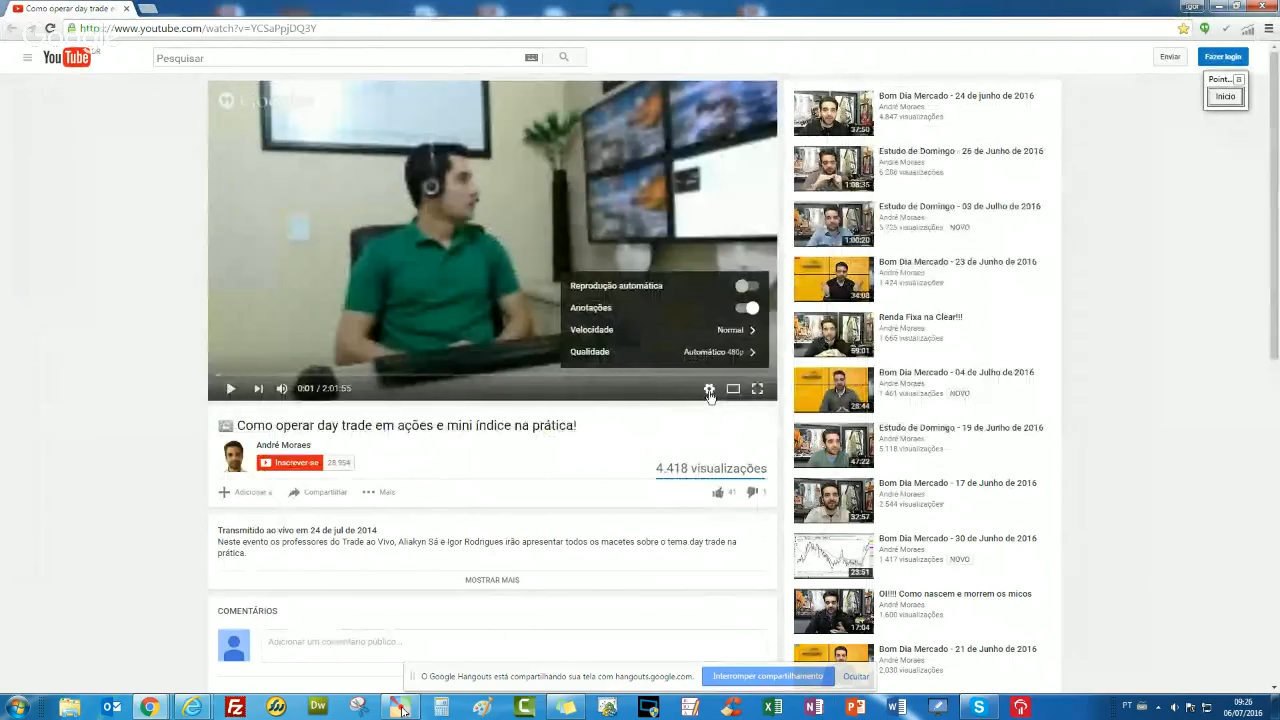 Como operar day trade e
Igor
http://www.youtube.com/watch?v=YCSaPpjDQ3Y
YouTube BR
Pesquisar
Enviar
Fazer login
Point...
Inicio
Reprodução automática
Anotações
Velocidade Normal
Qualidade Automático 480p
0:01 / 2:01:55
Como operar day trade em ações e mini índice na prática!
André Moraes
Inscrever-se 28.954
4.418 visualizações
Adicionar a Compartilhar Mais
41 1
Transmitido ao vivo em 24 de jul de 2014
Neste evento os professores do Trade ao Vivo, Aliakyn Sá e Igor Rodrigues irão apresentar todos os macetes sobre o tema day trade na
prática.
MOSTRAR MAIS
COMENTÁRIOS
Adicionar um comentário público...
Bom Dia Mercado - 24 de junho de 2016
André Moraes
4.847 visualizações
37:50
Estudo de Domingo - 26 de Junho de 2016
André Moraes
6.286 visualizações
1:08:35
Estudo de Domingo - 03 de Julho de 2016
André Moraes
visualizações NOVO
1:00:20
Bom Dia Mercado - 23 de Junho de 2016
André Moraes
1.424 visualizações
34:08
Renda Fixa na Clear!!!
André Moraes
1.665 visualizações
59:01
Bom Dia Mercado - 04 de Julho de 2016
André Moraes
1.461 visualizações NOVO
28:44
Estudo de Domingo - 19 de Junho de 2016
André Moraes
5.118 visualizações
47:22
Bom Dia Mercado - 17 de Junho de 2016
André Moraes
2.544 visualizações
32:57
Bom Dia Mercado - 30 de Junho de 2016
André Moraes
1.417 visualizações NOVO
23:51
OI!!!! Como nascem e morrem os micos
André Moraes
1.600 visualizações
17:04
Bom Dia Mercado - 21 de Junho de 2016
André Moraes
2.030 visualizações
compartilhando sua tela com hangouts.google.com.
Interromper compartilhamento
Ocultar
PT
09:26
06/07/2016